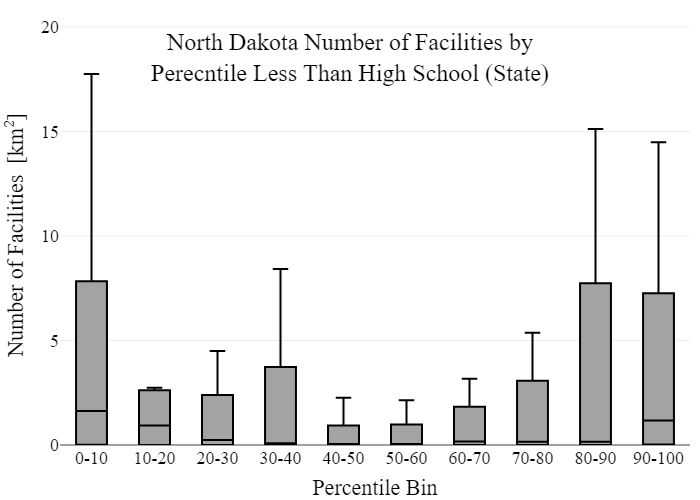 North Dakota Number of Facilities by
Perecntile Less Than High School (State)
Number of Facilities [km²]
20
15
10
5
0
0-10 10-20 20-30 30-40 40-50 50-60 60-70 70-80 80-90 90-100
Percentile Bin